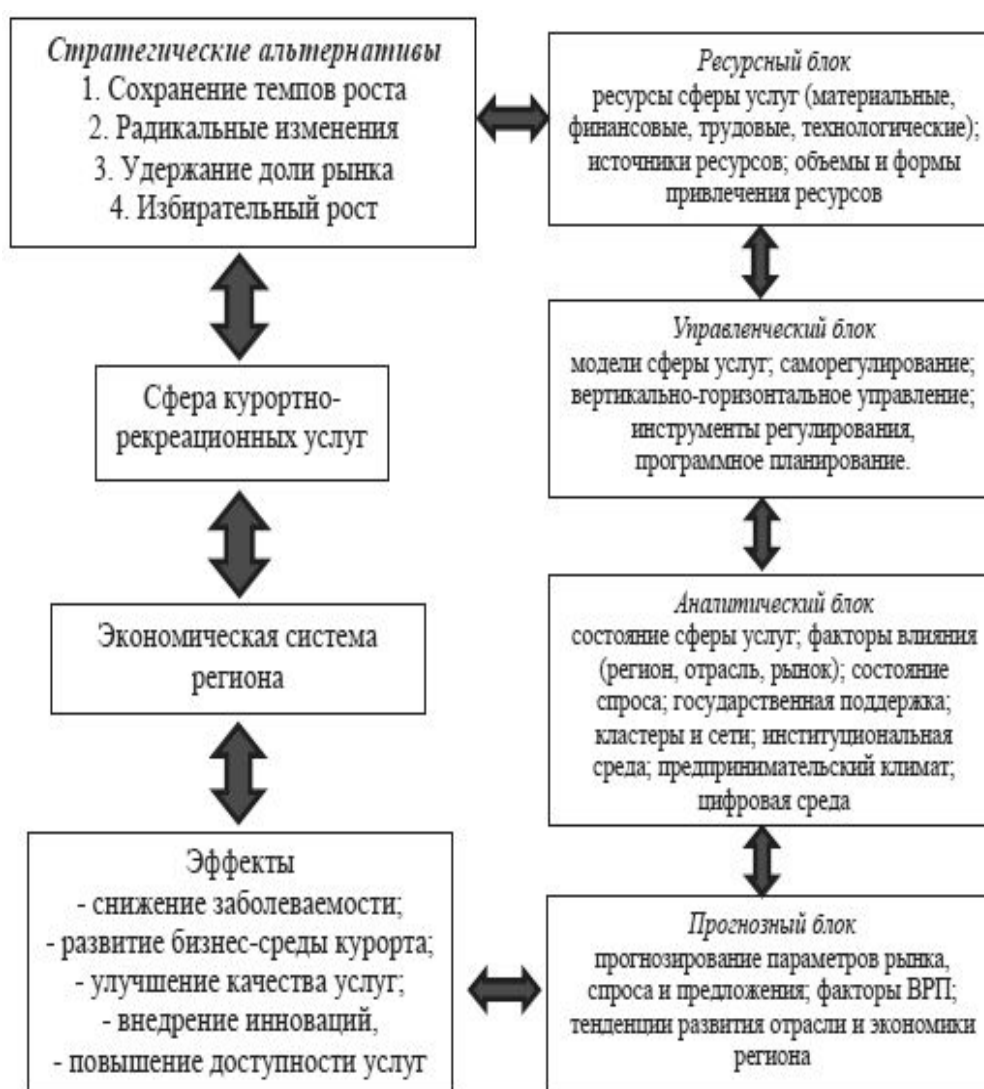 Стратегические альтернативы
1. Сохранение темпов роста
2. Радикальные изменения
3. Удержание доли рынка
4. Избирательный рост
Сфера курортно-
рекреационных услуг
Экономическая система
региона
Эффекты
- снижение заболеваемости;
- развитие бизнес-среды курорта;
- улучшение качества услуг;
- внедрение инноваций,
- повышение доступности услуг
Ресурсный блок
ресурсы сферы услуг (материальные,
финансовые, трудовые, технологические);
источники ресурсов; объемы и формы
привлечения ресурсов
Управленческий блок
модели сферы услуг; саморегулирование;
вертикально-горизонтальное управление;
инструменты регулирования,
программное планирование.
Аналитический блок
состояние сферы услуг; факторы влияния
(регион, отрасль, рынок); состояние
спроса; государственная поддержка;
кластеры и сети; институциональная
среда; предпринимательский климат;
цифровая среда
Прогнозный блок
прогнозирование параметров рынка,
спроса и предложения; факторы ВРП;
тенденции развития отрасли и экономики
региона